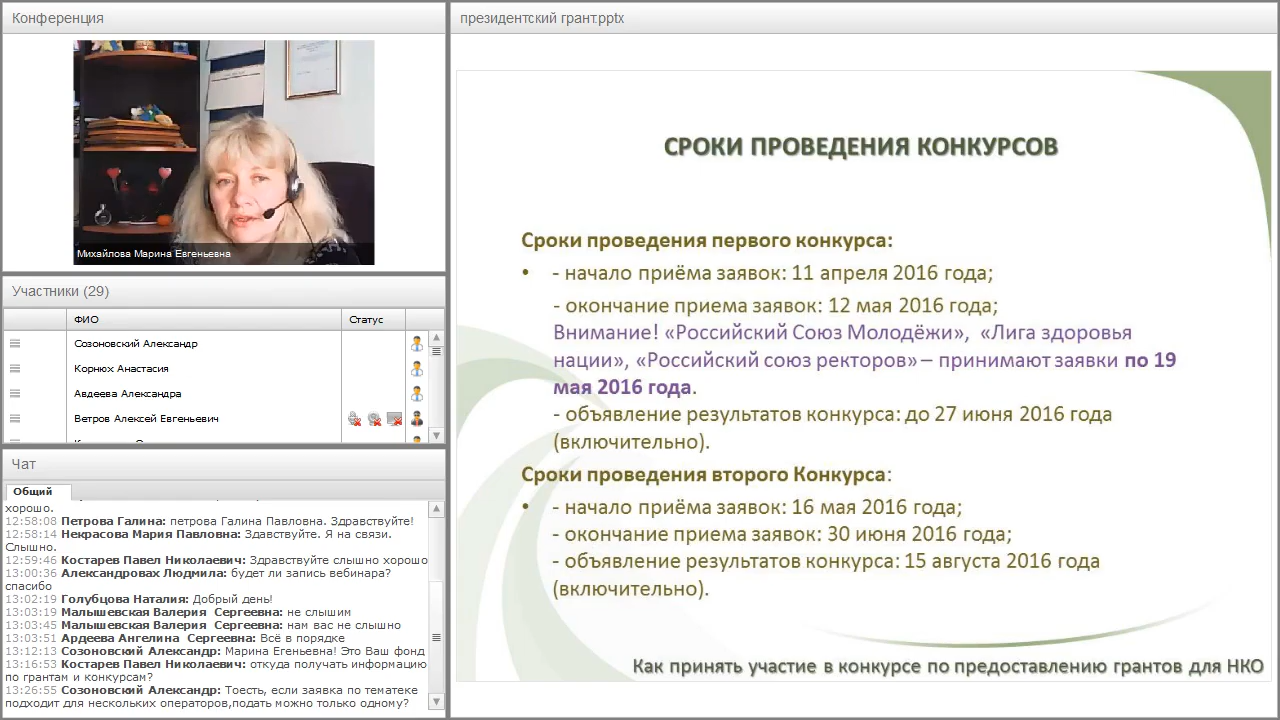 Конференция
Михайлова Марина Евгеньевна
Участники (29)
ФИО Статус
Созоновский Александр
Корнюх Анастасия
Авдеева Александра
Ветров Алексей Евгеньевич
Чат
Общий
хорошо.
12:58:08 Петрова Галина: петрова Галина Павловна. Здравствуйте!
12:58:14 Некрасова Мария Павловна: Здавствуйте. Я на связи.
Слышно.
12:59:46 Костарев Павел Николаевич: Здравствуйте слышно хорошо
13:00:36 Александровах Людмила: будет ли запись вебинара?
спасибо
13:02:19 Голубцова Наталия: Добрый день!
13:03:19 Малышевская Валерия Сергеевна: не слышим
13:03:45 Малышевская Валерия Сергеевна: нам вас не слышно
13:03:51 Ардеева Ангелина Сергеевна: Всё в порядке
13:12:13 Созоновский Александр: Марина Егеньевна! Это Ваш фонд
13:16:53 Костарев Павел Николаевич: откуда получать информацию
по грантам и конкурсам?
13:26:55 Созоновский Александр: Тоесть, если заявка по тематеке
подходит для нескольких операторов,подать можно только одному?
президентский грант.pptx
СРОКИ ПРОВЕДЕНИЯ КОНКУРСОВ
Сроки проведения первого конкурса:
• - начало приёма заявок: 11 апреля 2016 года;
- окончание приема заявок: 12 мая 2016 года;
Внимание! «Российский Союз Молодёжи», «Лига здоровья
нации», «Российский союз ректоров» – принимают заявки по 19
мая 2016 года.
- объявление результатов конкурса: до 27 июня 2016 года
(включительно).
Сроки проведения второго Конкурса:
• - начало приёма заявок: 16 мая 2016 года;
- окончание приема заявок: 30 июня 2016 года;
- объявление результатов конкурса: 15 августа 2016 года
(включительно).
Как принять участие в конкурсе по предоставлению грантов для НКО